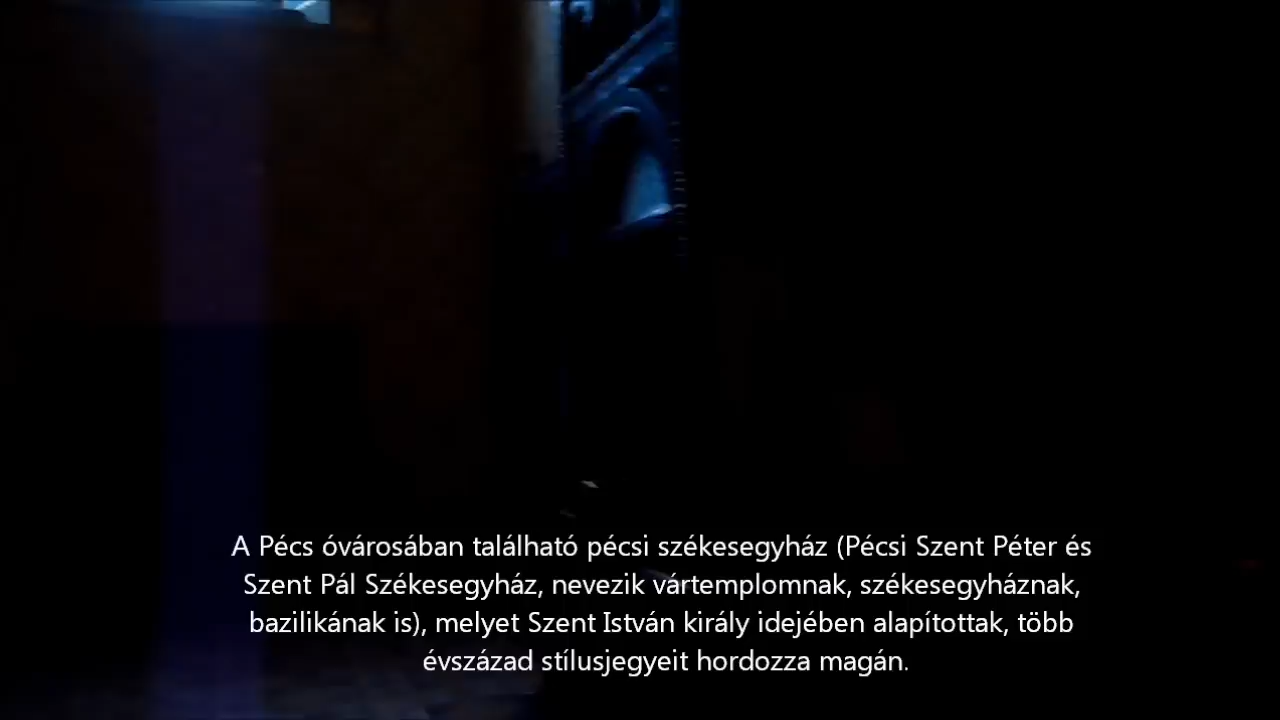 A Pécs óvárosában található pécsi székesegyház (Pécsi Szent Péter és
Szent Pál Székesegyház, nevezik vártemplomnak, székesegyháznak,
bazilikának is), melyet Szent István király idejében alapítottak, több
évszázad stílusjegyeit hordozza magán.